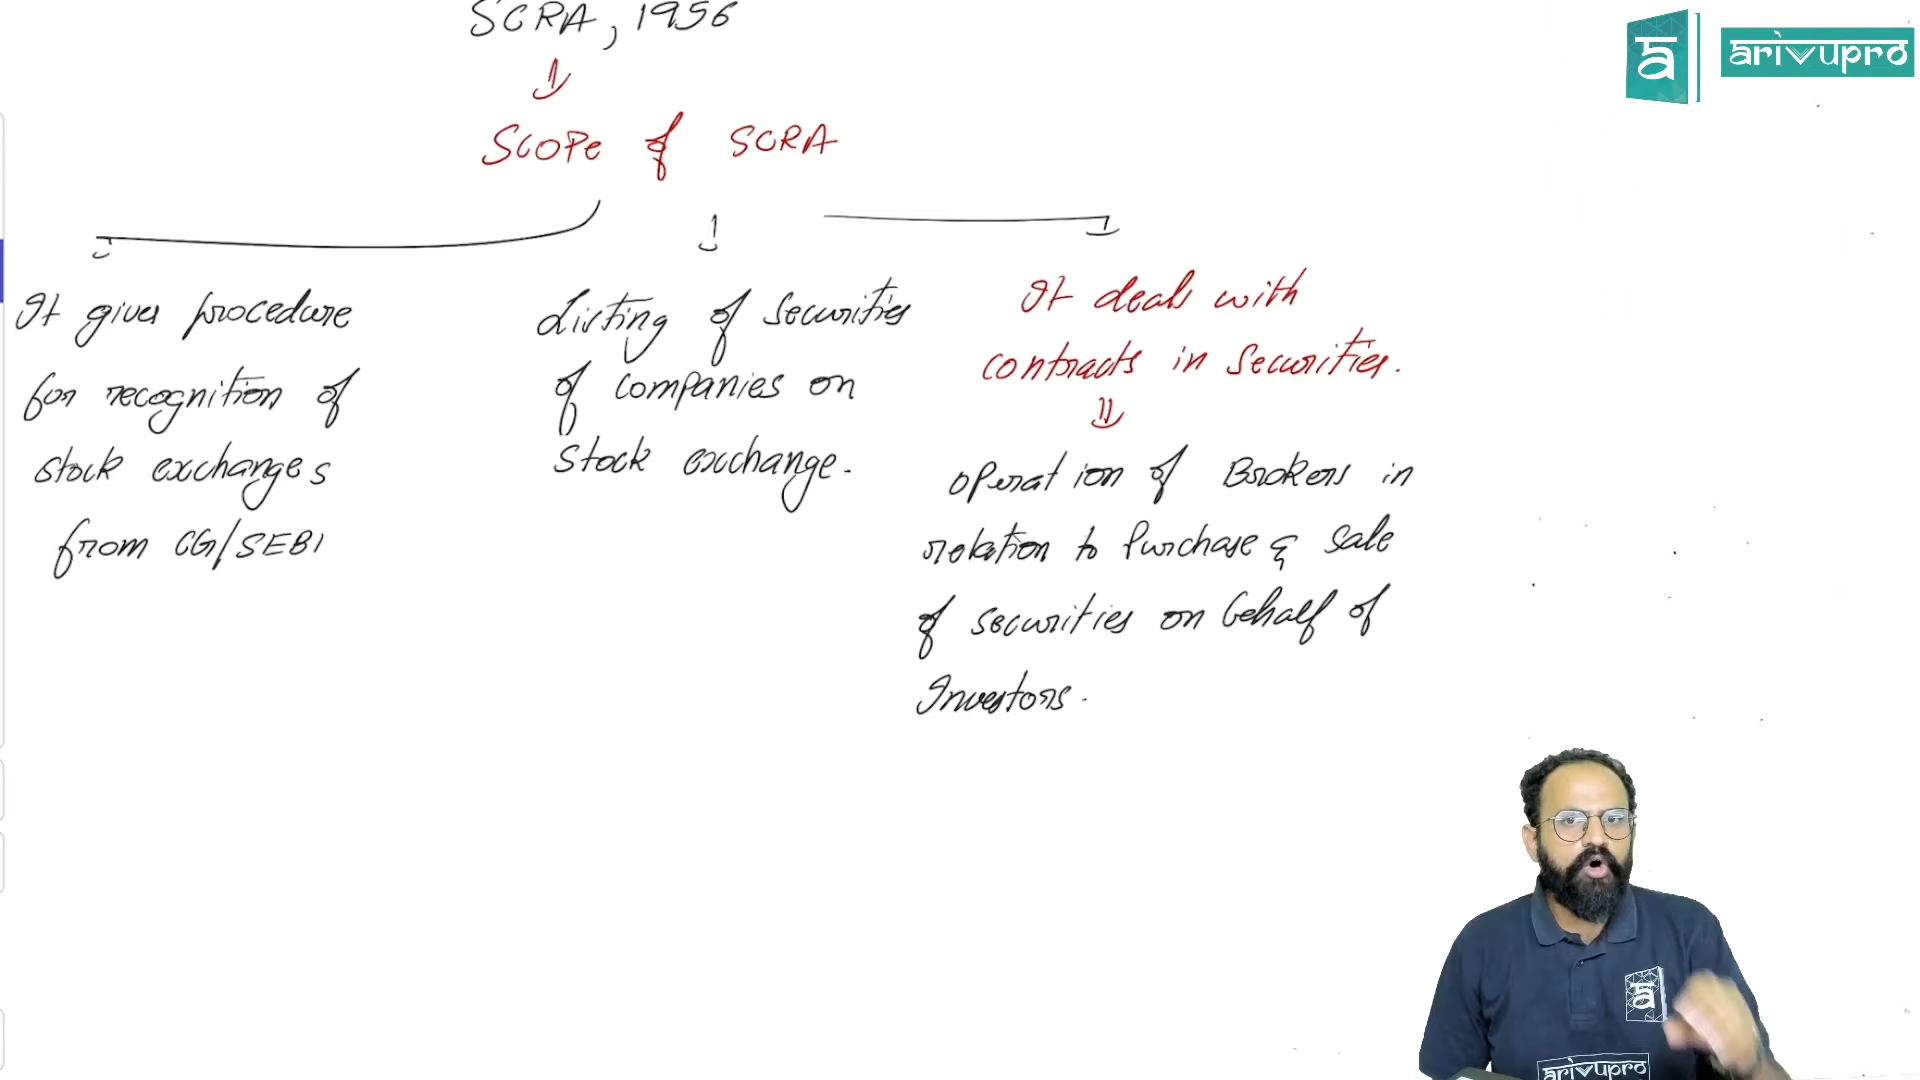 SCRA, 1956
arivupro
SCOPe of SCRA
It gives procedure
for recognition of
stock exchanges
from CG/SEBI
Listing of securities
of companies on
stock exchange.
It deals with
contracts in securities.
operation of Brokers in
relation to Purchase & sale
of securities on behalf of
Investors.
arivupro